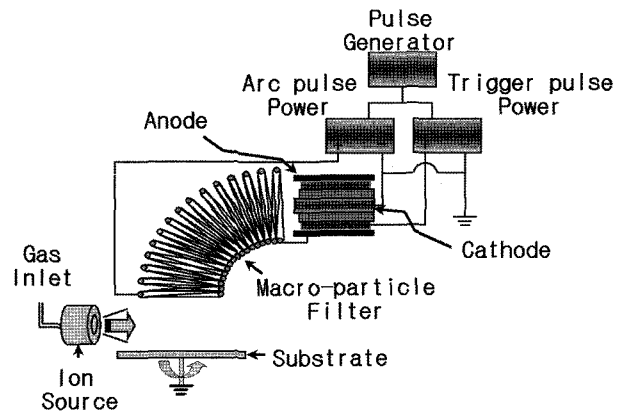 Pulse
Generator
Arc pulse
Power
Trigger pulse
Power
Anode
Cathode
Gas
Inlet
Macro-particle
Filter
Substrate
Ion
Source